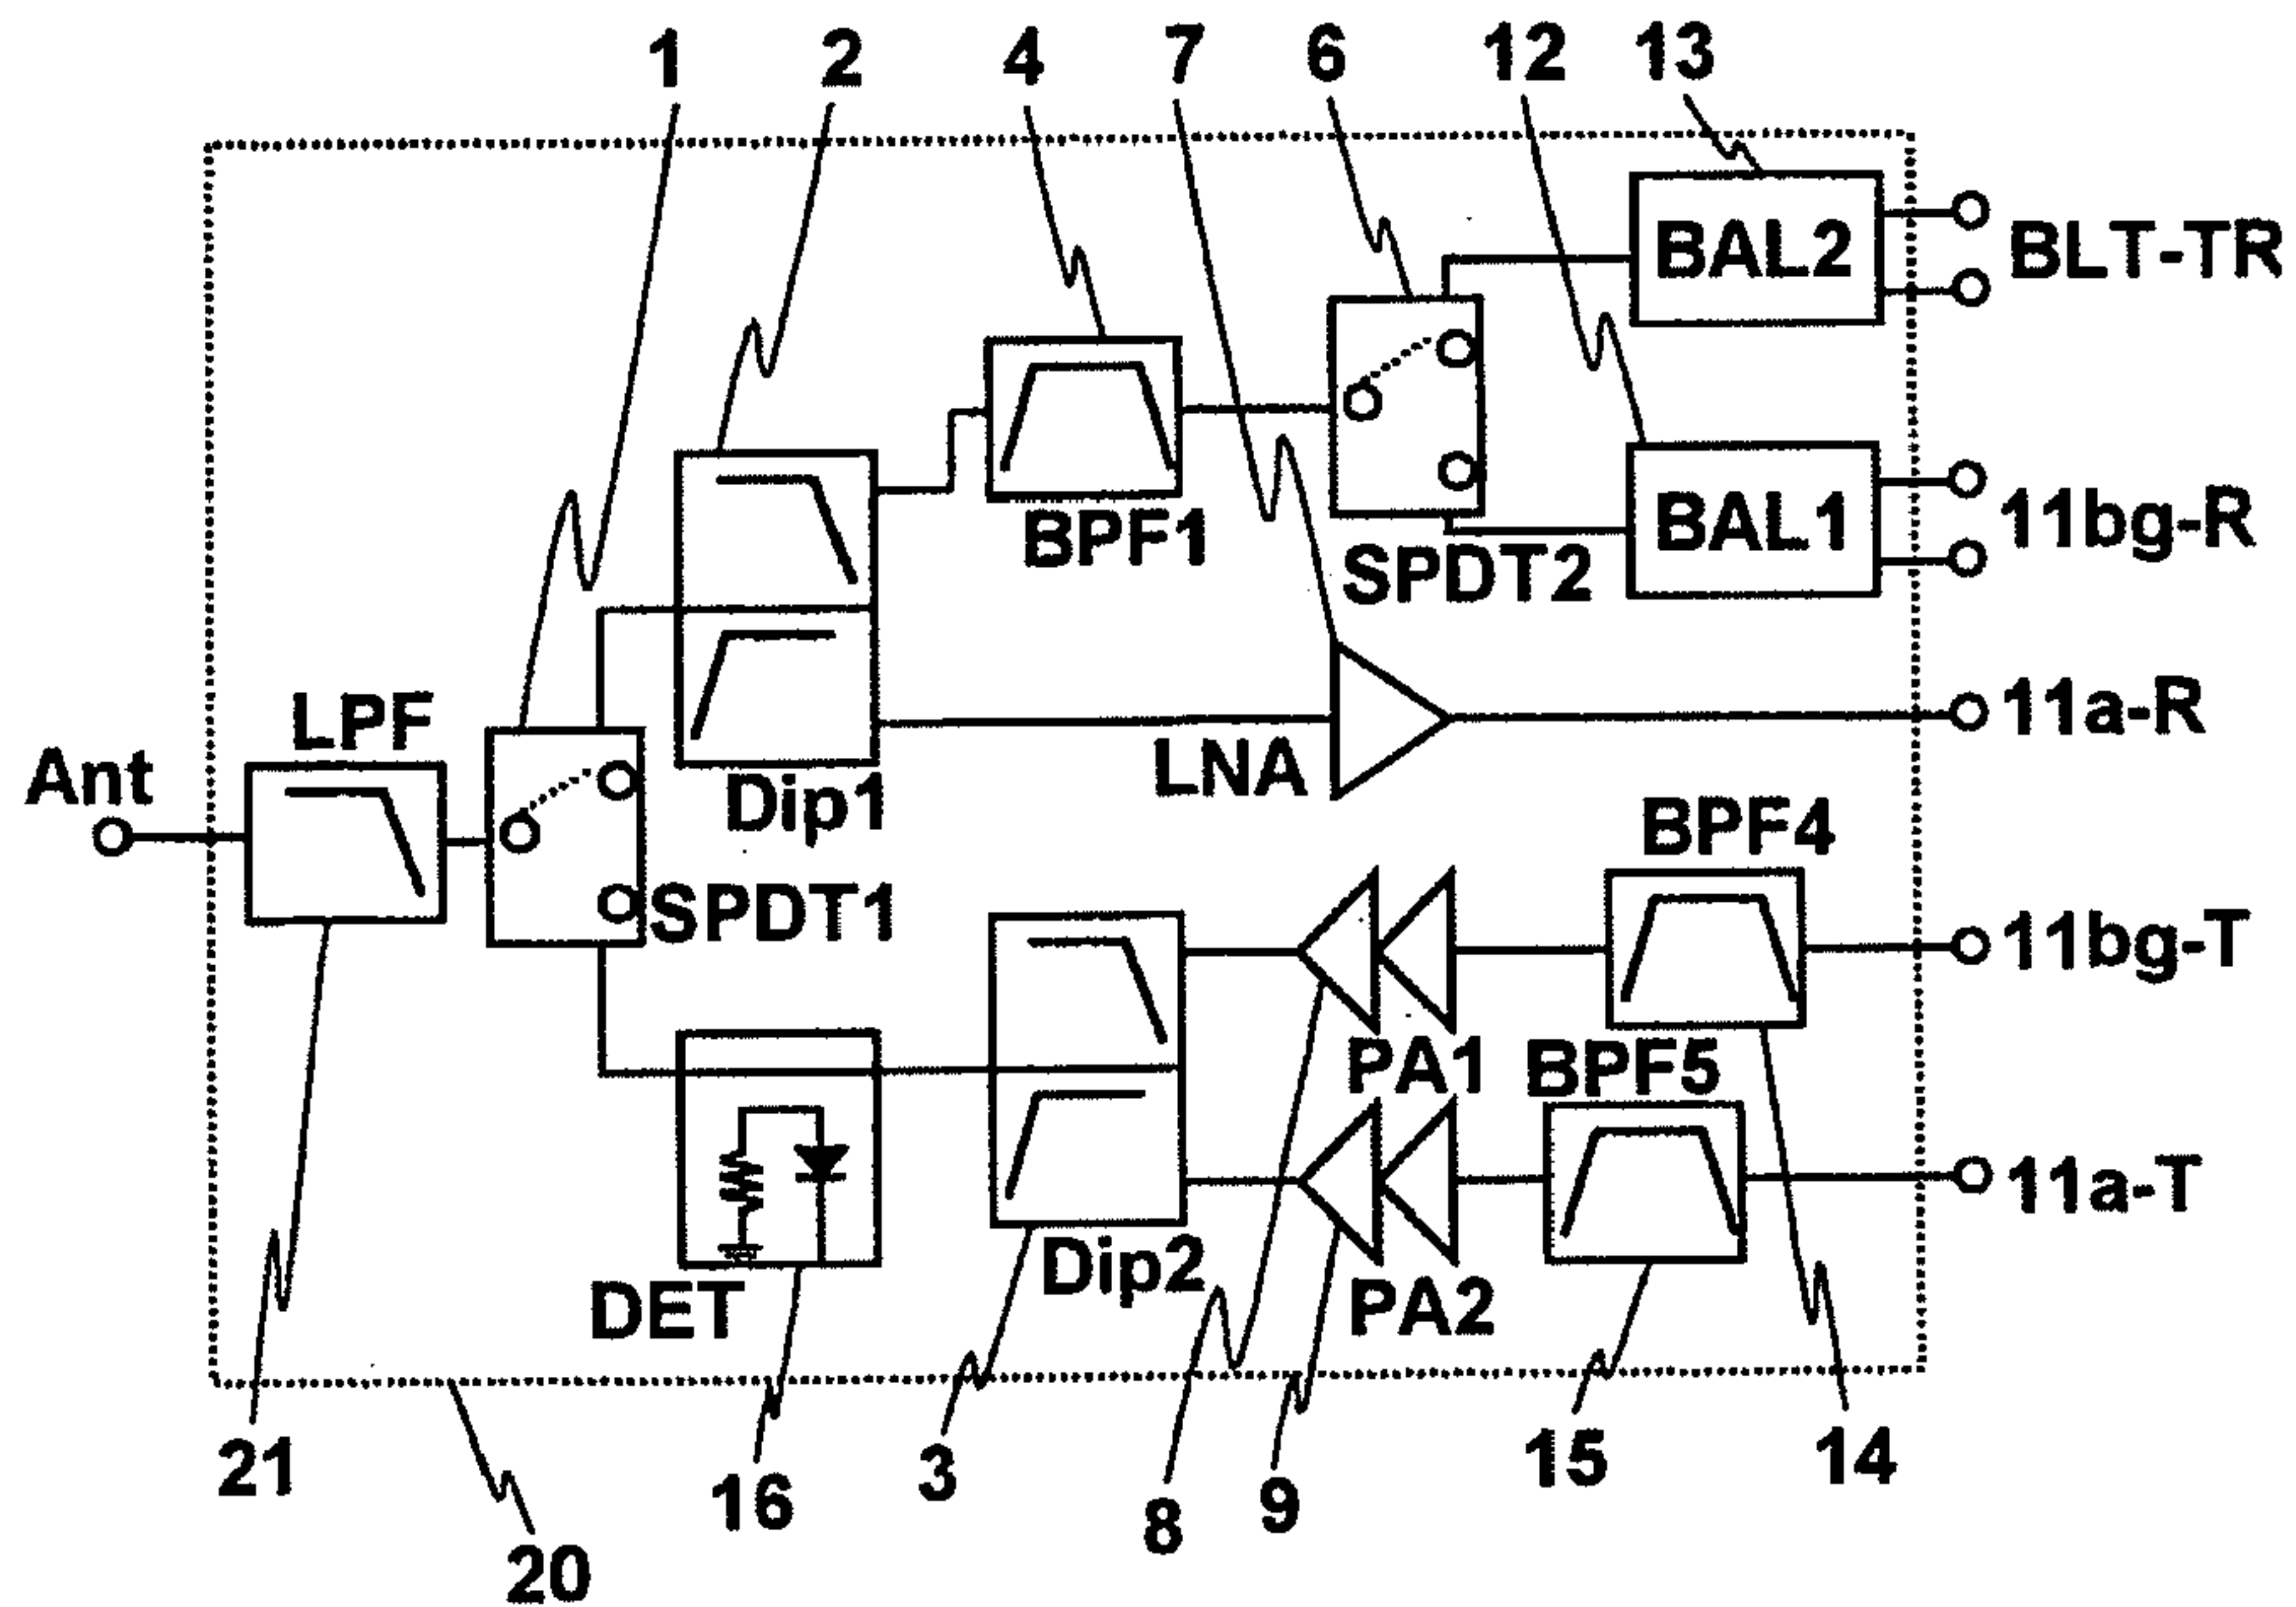 1 2 4 7 6 12 13
BAL2
BLT-TR
BPF1
SPDT2
BAL1
11bg-R
LPF
Ant
Dip1
LNA
11a-R
SPDT1
BPF4
11bg-T
PA1
BPF5
11a-T
DET
Dip2
PA2
21
20
16
3
8
9
15
14